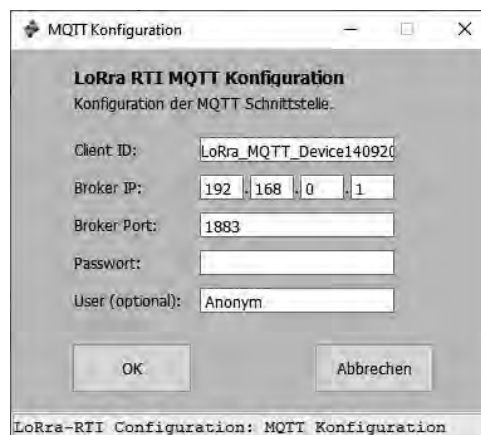 MQTT Konfiguration
LoRra RTI MQTT Konfiguration
Konfiguration der MQTT Schnittstelle.
Client ID: LoRra_MQTT_Device140920
Broker IP: 192 . 168 . 0 . 1
Broker Port: 1883
Passwort:
User (optional): Anonym
OK Abbrechen
LoRra-RTI Configuration: MQTT Konfiguration